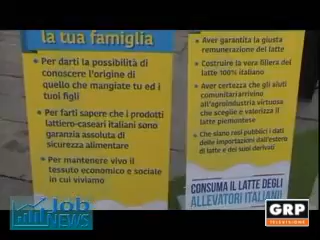 la tua famiglia
• Per darti la possibilità di
conoscere l'origine di
quello che mangiate tu ed i
tuoi figli
• Per farti sapere che i prodotti
lattiero-caseari italiani sono
garanzia assoluta di
sicurezza alimentare
• Per mantenere vivo il
tessuto economico e sociale
in cui viviamo
• Aver garantita la giusta
remunerazione del latte
• Costruire la vera filiera del
latte 100% italiano
• Aver certezza che gli aiuti
comunitari arrivino
all'agroindustria virtuosa
che sceglie e valorizza il latte
piemontese
• Che siano resi pubblici i dati
delle importazioni dall'estero
di latte e dei suoi derivati
CONSUMA IL LATTE DEGLI
ALLEVATORI ITALIANI!
Job
NEWS
GRP
TELEVISIONE